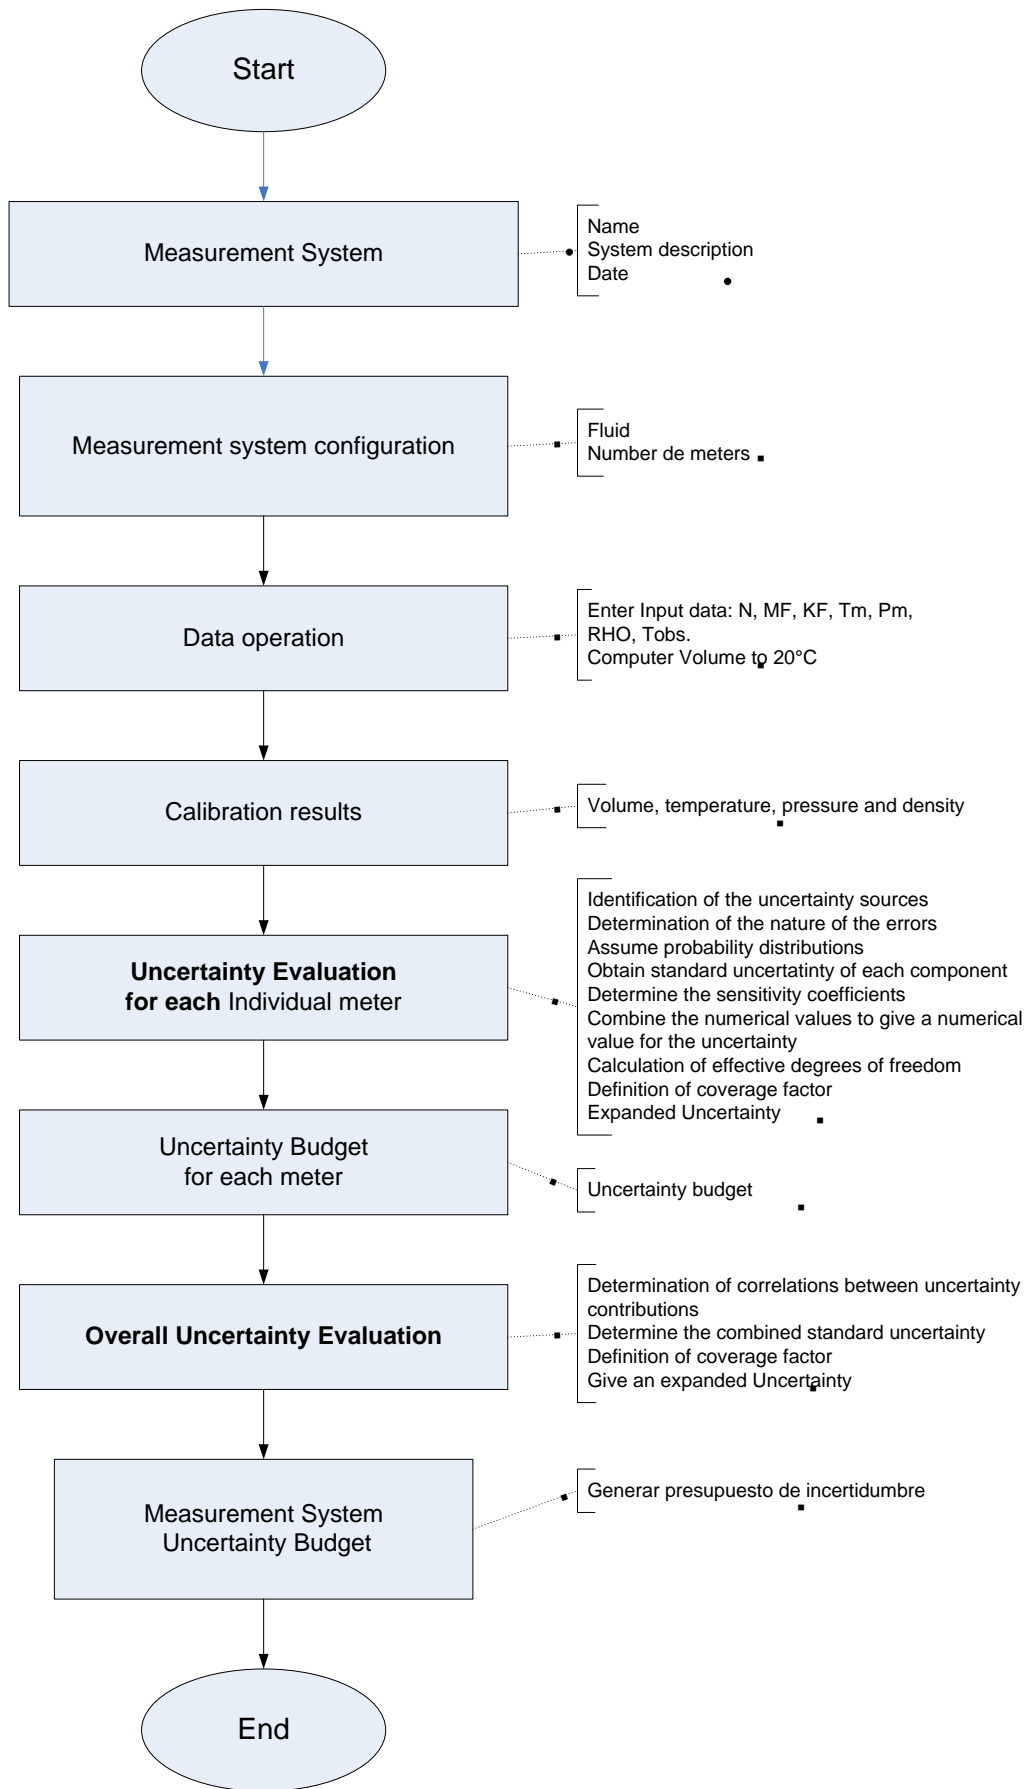 Start
Measurement System
Name
System description
Date
Measurement system configuration
Fluid
Number de meters
Data operation
Enter Input data: N, MF, KF, Tm, Pm,
RHO, Tobs.
Computer Volume to 20°C
Calibration results
Volume, temperature, pressure and density
Uncertainty Evaluation
for each Individual meter
Identification of the uncertainty sources
Determination of the nature of the errors
Assume probability distributions
Obtain standard uncertatinty of each component
Determine the sensitivity coefficients
Combine the numerical values to give a numerical
value for the uncertainty
Calculation of effective degrees of freedom
Definition of coverage factor
Expanded Uncertainty
Uncertainty Budget
for each meter
Uncertainty budget
Overall Uncertainty Evaluation
Determination of correlations between uncertainty
contributions
Determine the combined standard uncertainty
Definition of coverage factor
Give an expanded Uncertainty
Measurement System
Uncertainty Budget
Generar presupuesto de incertidumbre
End